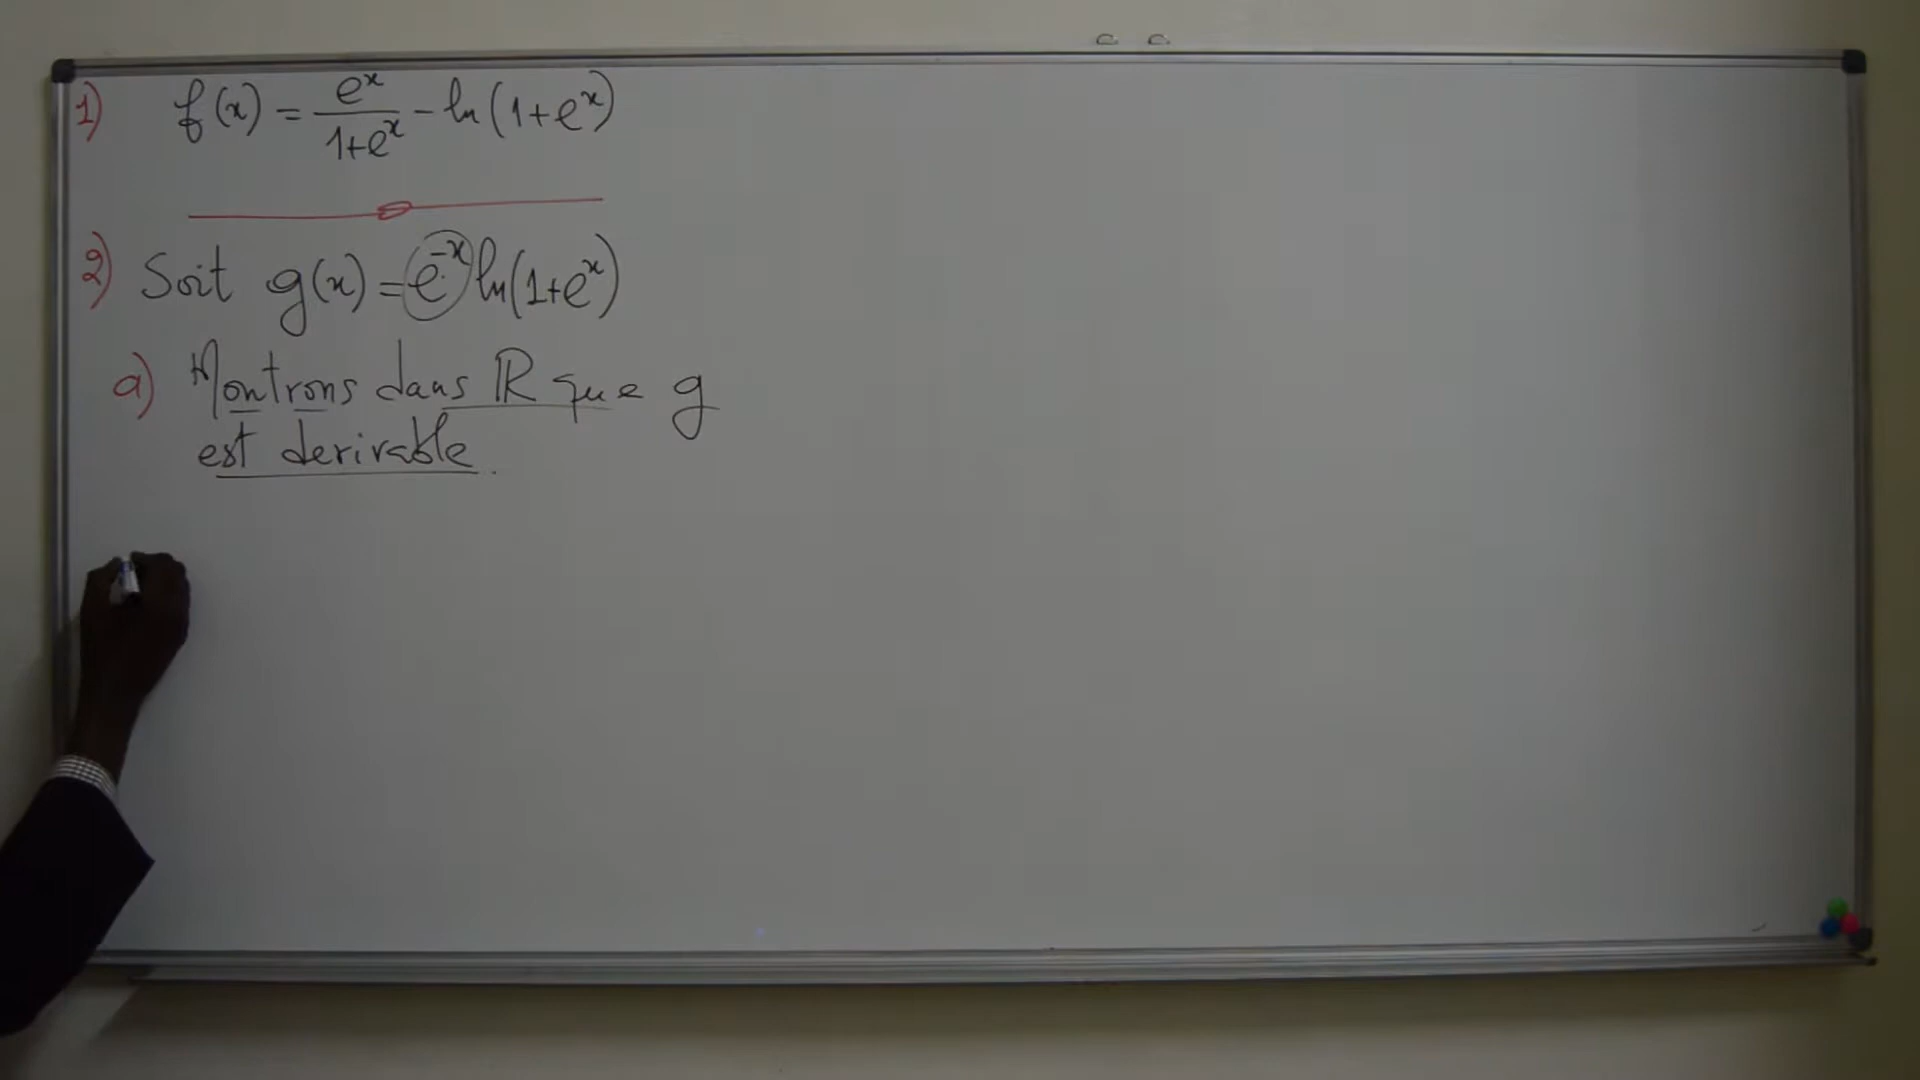 1) f(x) = e^x/(1+e^x) - ln(1+e^x)
2) Soit g(x) = e^-x ln(1+e^x)
a) Montrons dans ℝ que g
est derivable.